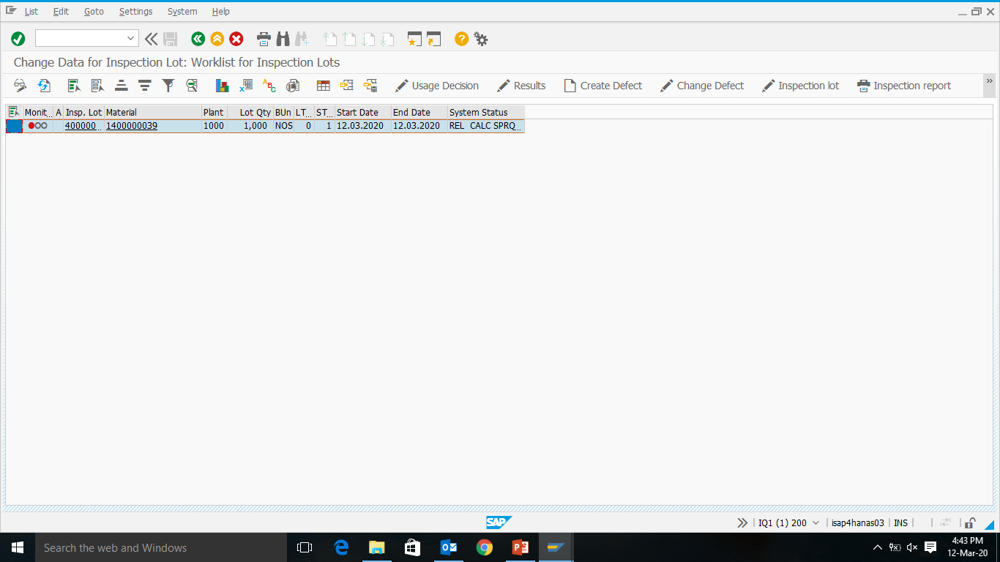 List Edit Goto Settings System Help
Change Data for Inspection Lot: Worklist for Inspection Lots
Usage Decision Results Create Defect Change Defect Inspection lot Inspection report
Monit... A Insp. Lot Material Plant Lot Qty BUn LT... ST... Start Date End Date System Status
400000... 1400000039 1000 1,000 NOS 0 1 12.03.2020 12.03.2020 REL CALC SPRQ...
SAP
IQ1 (1) 200 isap4hanas03 INS
Search the web and Windows
4:43 PM
12-Mar-20